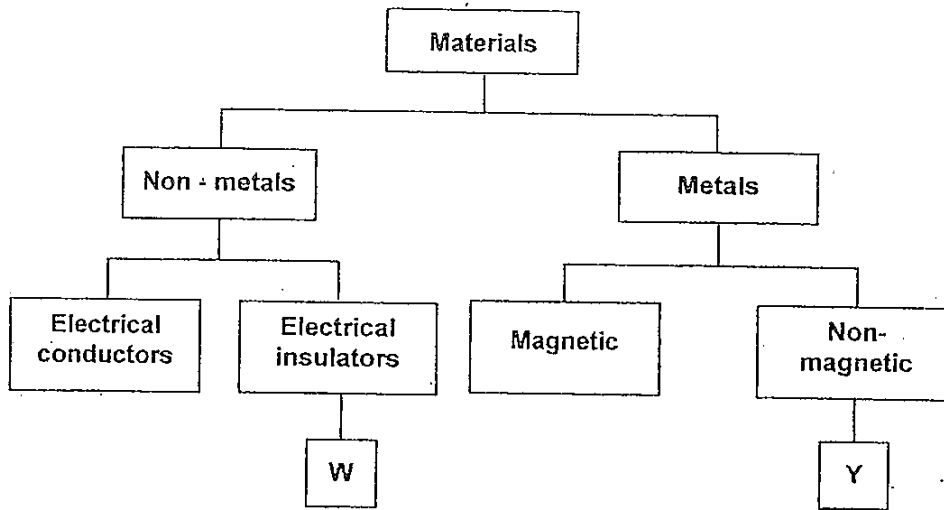 Materials
Non - metals
Metals
Electrical
conductors
Electrical
insulators
Magnetic
Non-
magnetic
W
Y